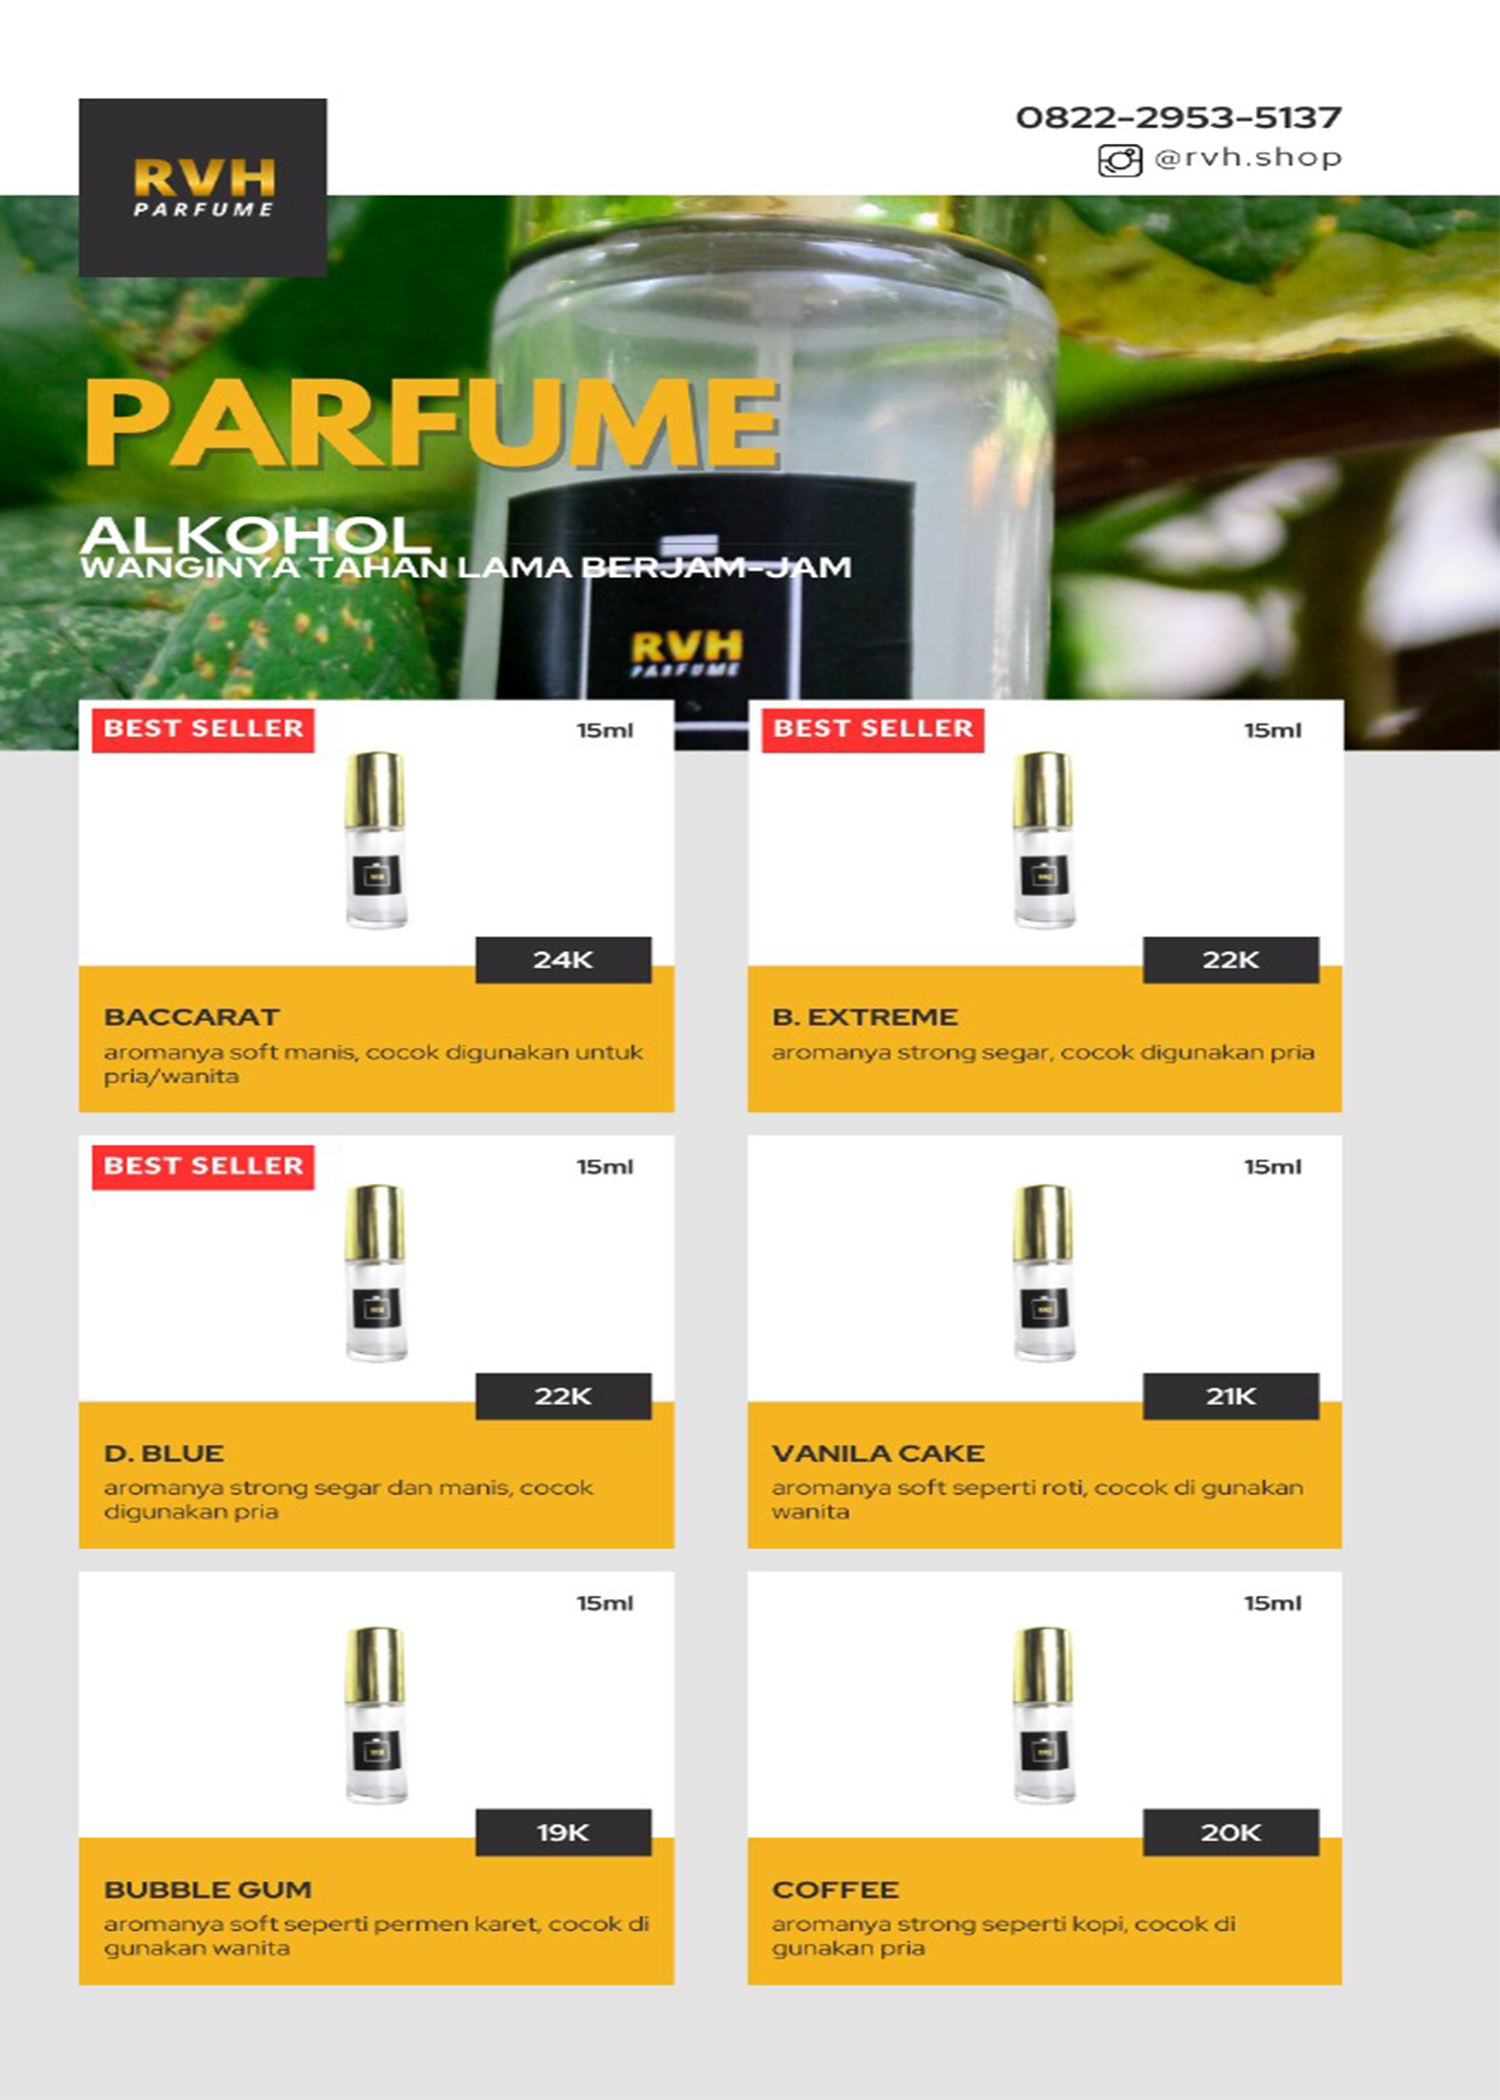 RVH
PARFUME
0822-2953-5137
@rvh.shop
PARFUME
ALKOHOL
WANGINYA TAHAN LAMA BERJAM-JAM
RVH
PARFUME
BEST SELLER
15ml
24K
BACCARAT
aromanya soft manis, cocok digunakan untuk
pria/wanita
BEST SELLER
15ml
22K
B. EXTREME
aromanya strong segar, cocok digunakan pria
BEST SELLER
15ml
22K
D. BLUE
aromanya strong segar dan manis, cocok
digunakan pria
15ml
21K
VANILA CAKE
aromanya soft seperti roti, cocok di gunakan
wanita
15ml
19K
BUBBLE GUM
aromanya soft seperti permen karet, cocok di
gunakan wanita
15ml
20K
COFFEE
aromanya strong seperti kopi, cocok di
gunakan pria